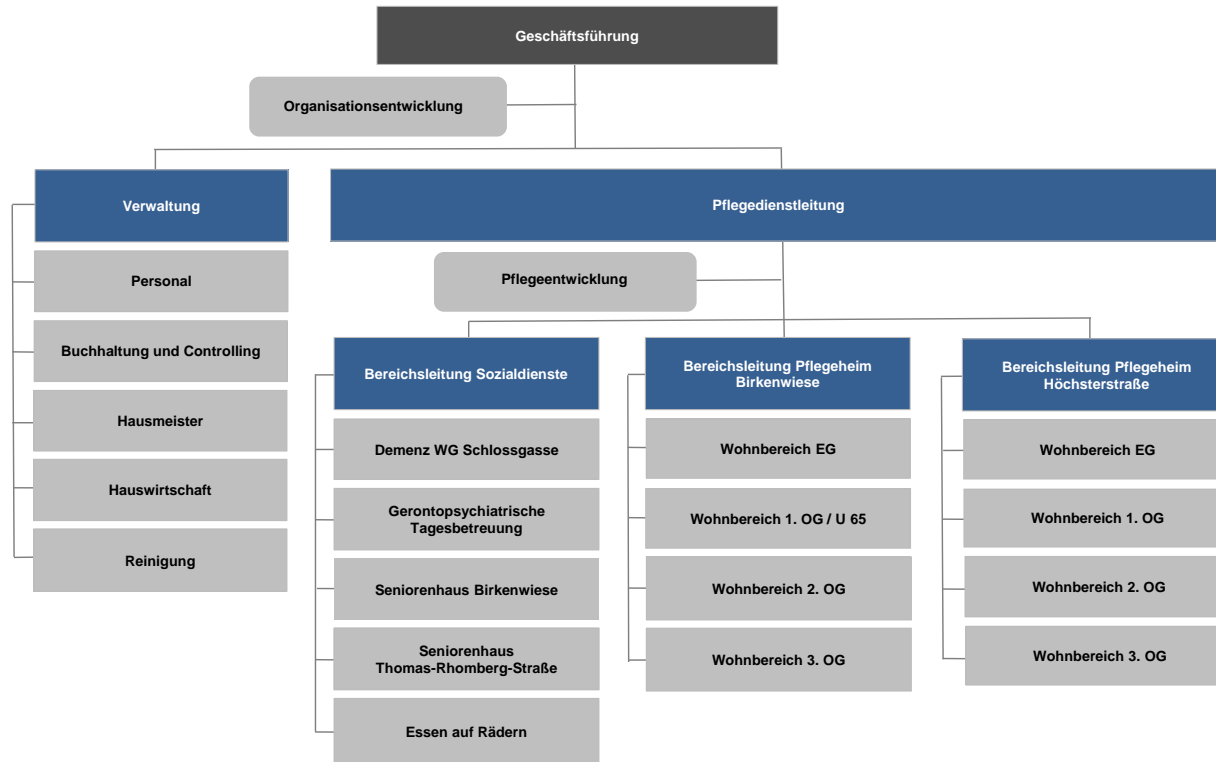 Geschäftsführung
Organisationsentwicklung
Verwaltung
Pflegedienstleitung
Personal
Buchhaltung und Controlling
Hausmeister
Hauswirtschaft
Reinigung
Pflegeentwicklung
Bereichsleitung Sozialdienste
Demenz WG Schlossgasse
Gerontopsychiatrische
Tagesbetreuung
Seniorenhaus Birkenwiese
Seniorenhaus
Thomas-Rhomberg-Straße
Essen auf Rädern
Bereichsleitung Pflegeheim
Birkenwiese
Wohnbereich EG
Wohnbereich 1. OG / U 65
Wohnbereich 2. OG
Wohnbereich 3. OG
Bereichsleitung Pflegeheim
Höchsterstraße
Wohnbereich EG
Wohnbereich 1. OG
Wohnbereich 2. OG
Wohnbereich 3. OG